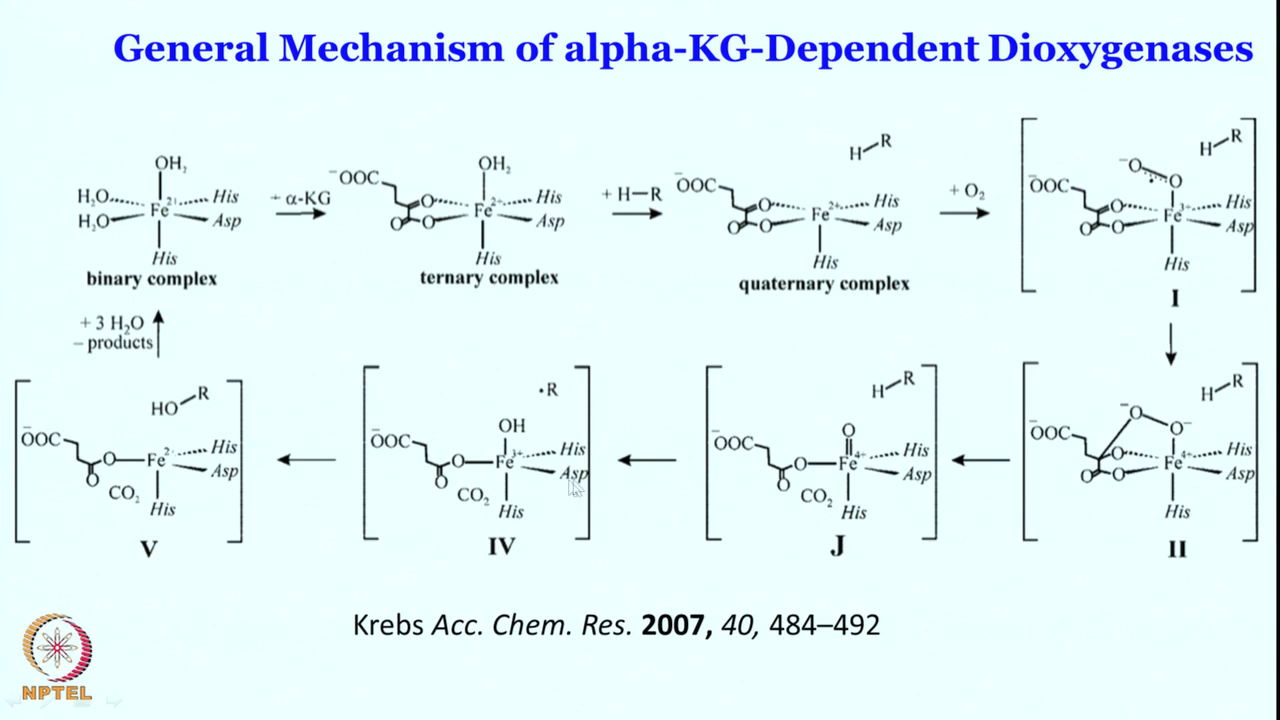 General Mechanism of alpha-KG-Dependent Dioxygenases
OH₂
H₂O
H₂O
Fe²⁺
His
Asp
His
binary complex
+ α-KG
⁻OOC
OH₂
O
O
O
Fe²⁺
His
Asp
His
ternary complex
+ H–R
H R
⁻OOC
O
O
O
Fe²⁺
His
Asp
His
quaternary complex
+ O₂
H R
⁻O
O
⁻OOC
O
O
O
Fe³⁺
His
Asp
His
I
+ 3 H₂O
– products
HO R
⁻OOC
O
O
Fe²⁺
His
Asp
CO₂
His
V
·R
OH
⁻OOC
O
O
Fe³⁺
His
Asp
CO₂
His
IV
H R
O
⁻OOC
O
O
Fe⁴⁺
His
Asp
CO₂
His
J
H R
⁻O
O⁻
⁻OOC
O
O
O
Fe⁴⁺
His
Asp
His
II
Krebs Acc. Chem. Res. 2007, 40, 484–492
NPTEL